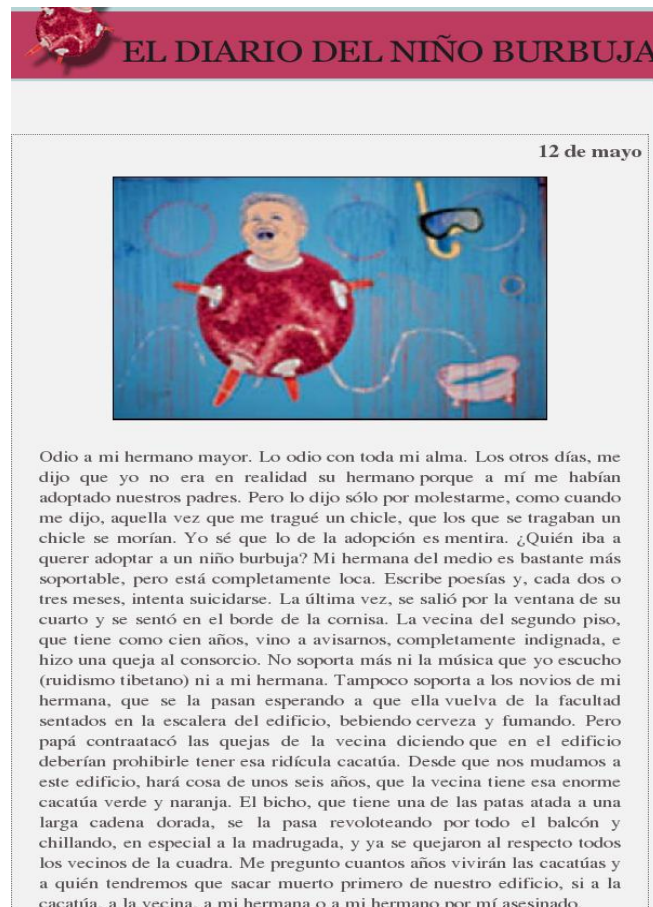 EL DIARIO DEL NIÑO BURBUJA
12 de mayo
Odio a mi hermano mayor. Lo odio con toda mi alma. Los otros días, me
dijo que yo no era en realidad su hermano porque a mí me habían
adoptado nuestros padres. Pero lo dijo sólo por molestarme, como cuando
me dijo, aquella vez que me tragué un chicle, que los que se tragaban un
chicle se morían. Yo sé que lo de la adopción es mentira. ¿Quién iba a
querer adoptar a un niño burbuja? Mi hermana del medio es bastante más
soportable, pero está completamente loca. Escribe poesías y, cada dos o
tres meses, intenta suicidarse. La última vez, se salió por la ventana de su
cuarto y se sentó en el borde de la cornisa. La vecina del segundo piso,
que tiene como cien años, vino a avisarnos, completamente indignada, e
hizo una queja al consorcio. No soporta más ni la música que yo escucho
(ruidismo tibetano) ni a mi hermana. Tampoco soporta a los novios de mi
hermana, que se la pasan esperando a que ella vuelva de la facultad
sentados en la escalera del edificio, bebiendo cerveza y fumando. Pero
papá contraatacó las quejas de la vecina diciendo que en el edificio
deberían prohibirle tener esa ridícula cacatúa. Desde que nos mudamos a
este edificio, hará cosa de unos seis años, que la vecina tiene esa enorme
cacatúa verde y naranja. El bicho, que tiene una de las patas atada a una
larga cadena dorada, se la pasa revoloteando por todo el balcón y
chillando, en especial a la madrugada, y ya se quejaron al respecto todos
los vecinos de la cuadra. Me pregunto cuantos años vivirán las cacatúas y
a quién tendremos que sacar muerto primero de nuestro edificio, si a la
cacatúa, a la vecina, a mi hermana o a mi hermano por mí asesinado.